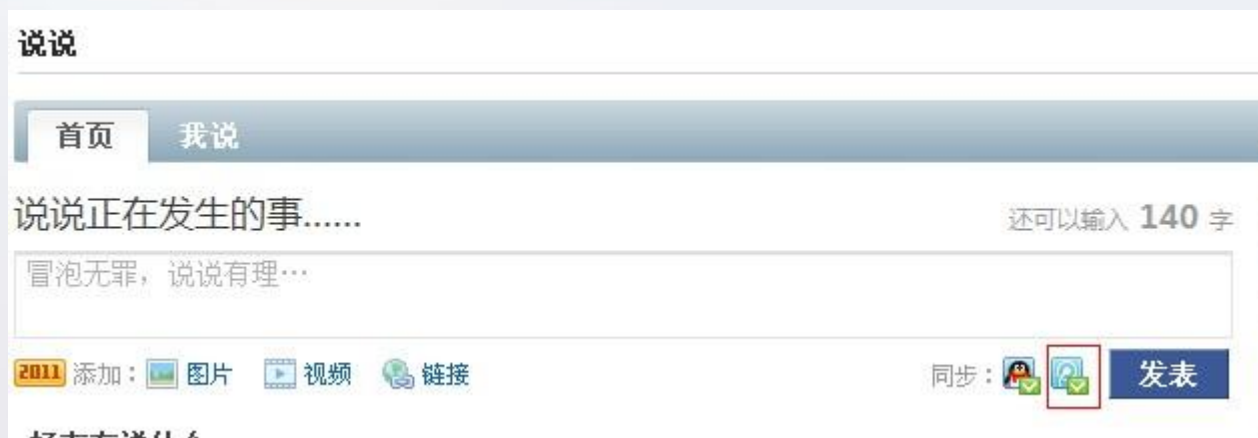 说说
首页 我说
说说正在发生的事...... 还可以输入 140 字
冒泡无罪，说说有理…
2011 添加：图片 视频 链接 同步： 发表